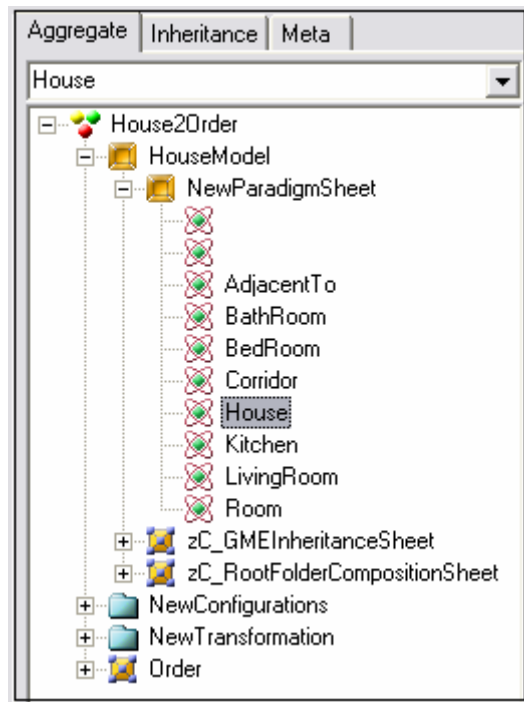 Aggregate Inheritance Meta
House
House2Order
HouseModel
NewParadigmSheet
AdjacentTo
BathRoom
BedRoom
Corridor
House
Kitchen
LivingRoom
Room
zC_GMEInheritanceSheet
zC_RootFolderCompositionSheet
NewConfigurations
NewTransformation
Order